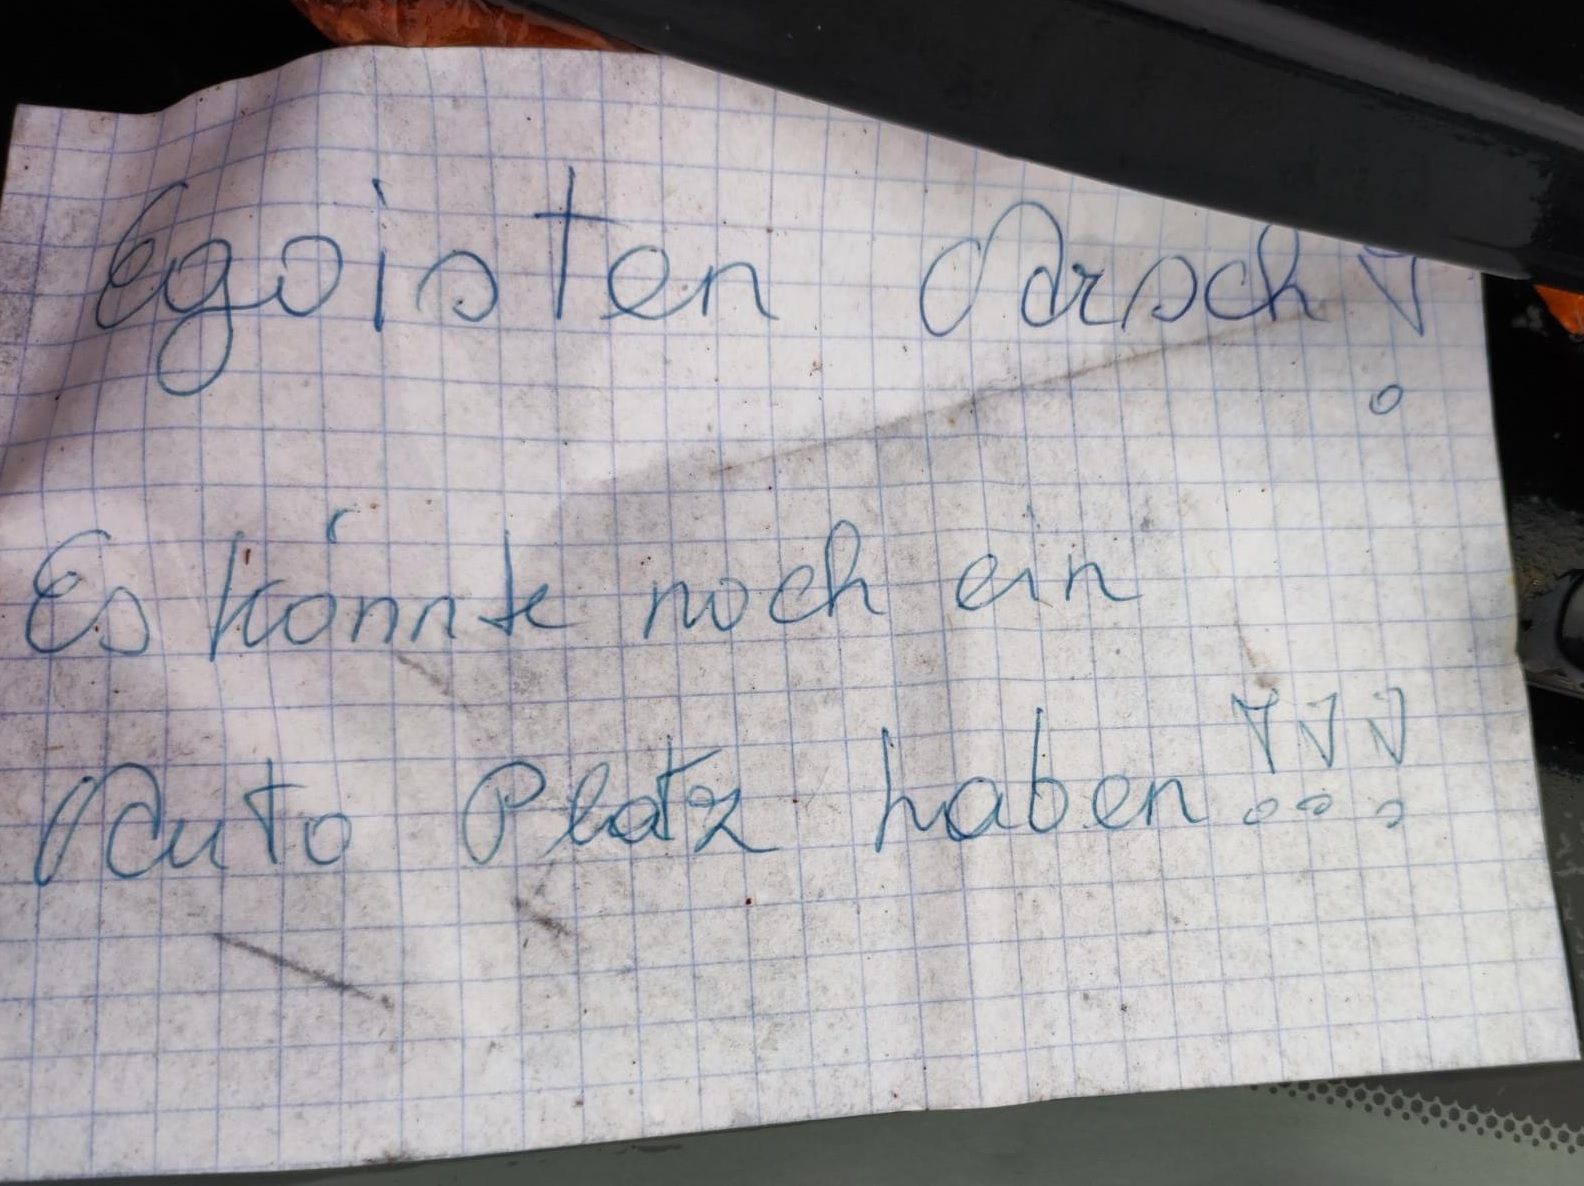 Egoisten Arsch!
Es könnte noch ein
Auto Platz haben!!!